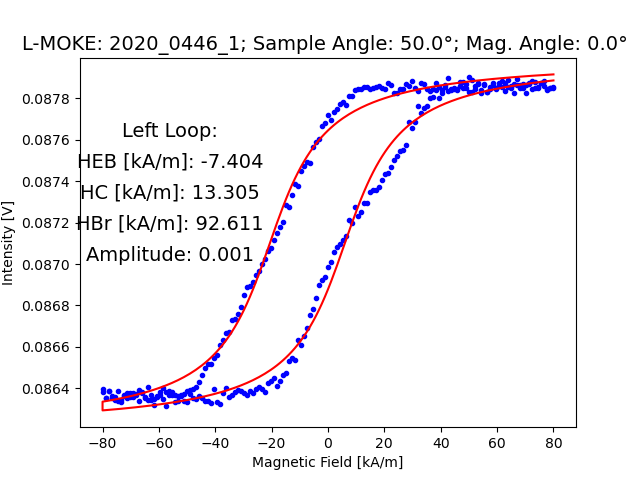 L-MOKE: 2020_0446_1; Sample Angle: 50.0°; Mag. Angle: 0.0°
Intensity [V]
0.0878
0.0876
0.0874
0.0872
0.0870
0.0868
0.0866
0.0864
Left Loop:
HEB [kA/m]: -7.404
HC [kA/m]: 13.305
HBr [kA/m]: 92.611
Amplitude: 0.001
−80 −60 −40 −20 0 20 40 60 80
Magnetic Field [kA/m]